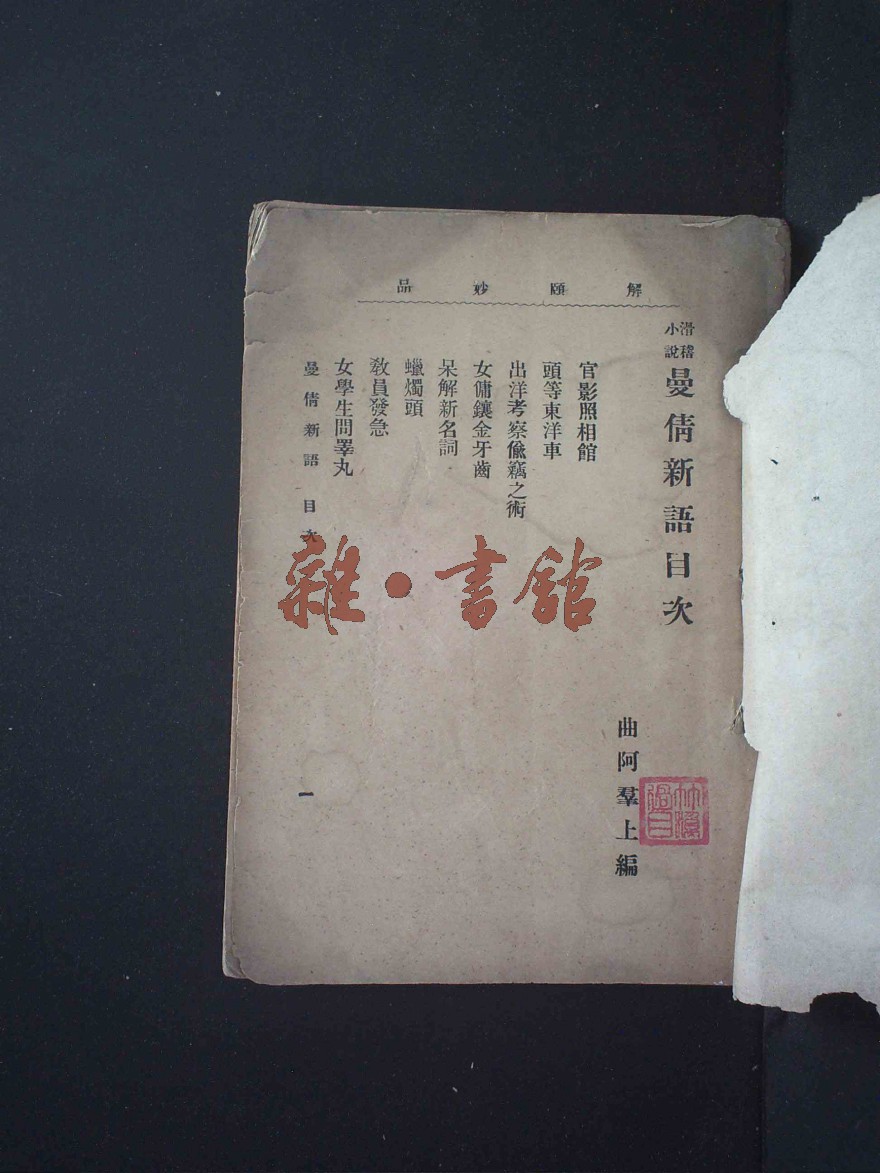 解頤妙品
滑稽小說 曼倩新語目次
曲阿羣上編
官影照相館
頭等東洋車
出洋考察偸竊之術
女傭鑲金牙齒
呆解新名詞
蠟燭頭
敎員發急
女學生問睪丸
曼倩新語 目次
一
雜·書館